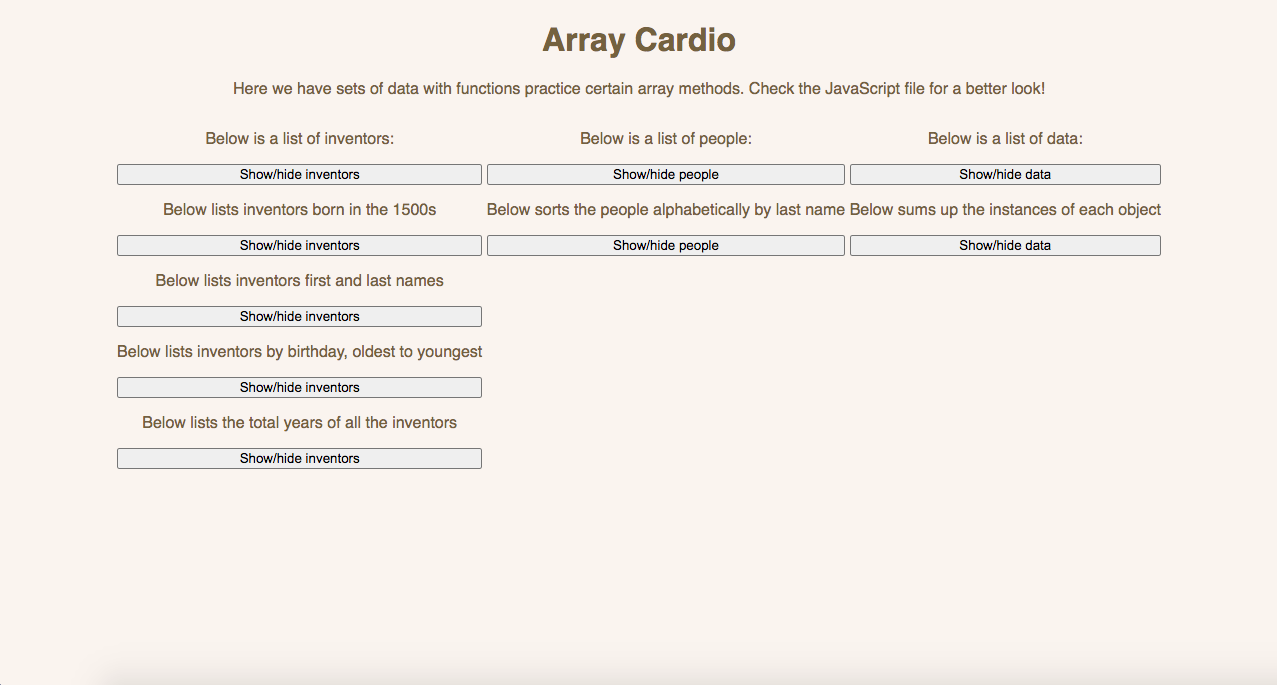 Array Cardio
Here we have sets of data with functions practice certain array methods. Check the JavaScript file for a better look!
Below is a list of inventors:
Show/hide inventors
Below lists inventors born in the 1500s
Show/hide inventors
Below lists inventors first and last names
Show/hide inventors
Below lists inventors by birthday, oldest to youngest
Show/hide inventors
Below lists the total years of all the inventors
Show/hide inventors
Below is a list of people:
Show/hide people
Below sorts the people alphabetically by last name
Show/hide people
Below is a list of data:
Show/hide data
Below sums up the instances of each object
Show/hide data